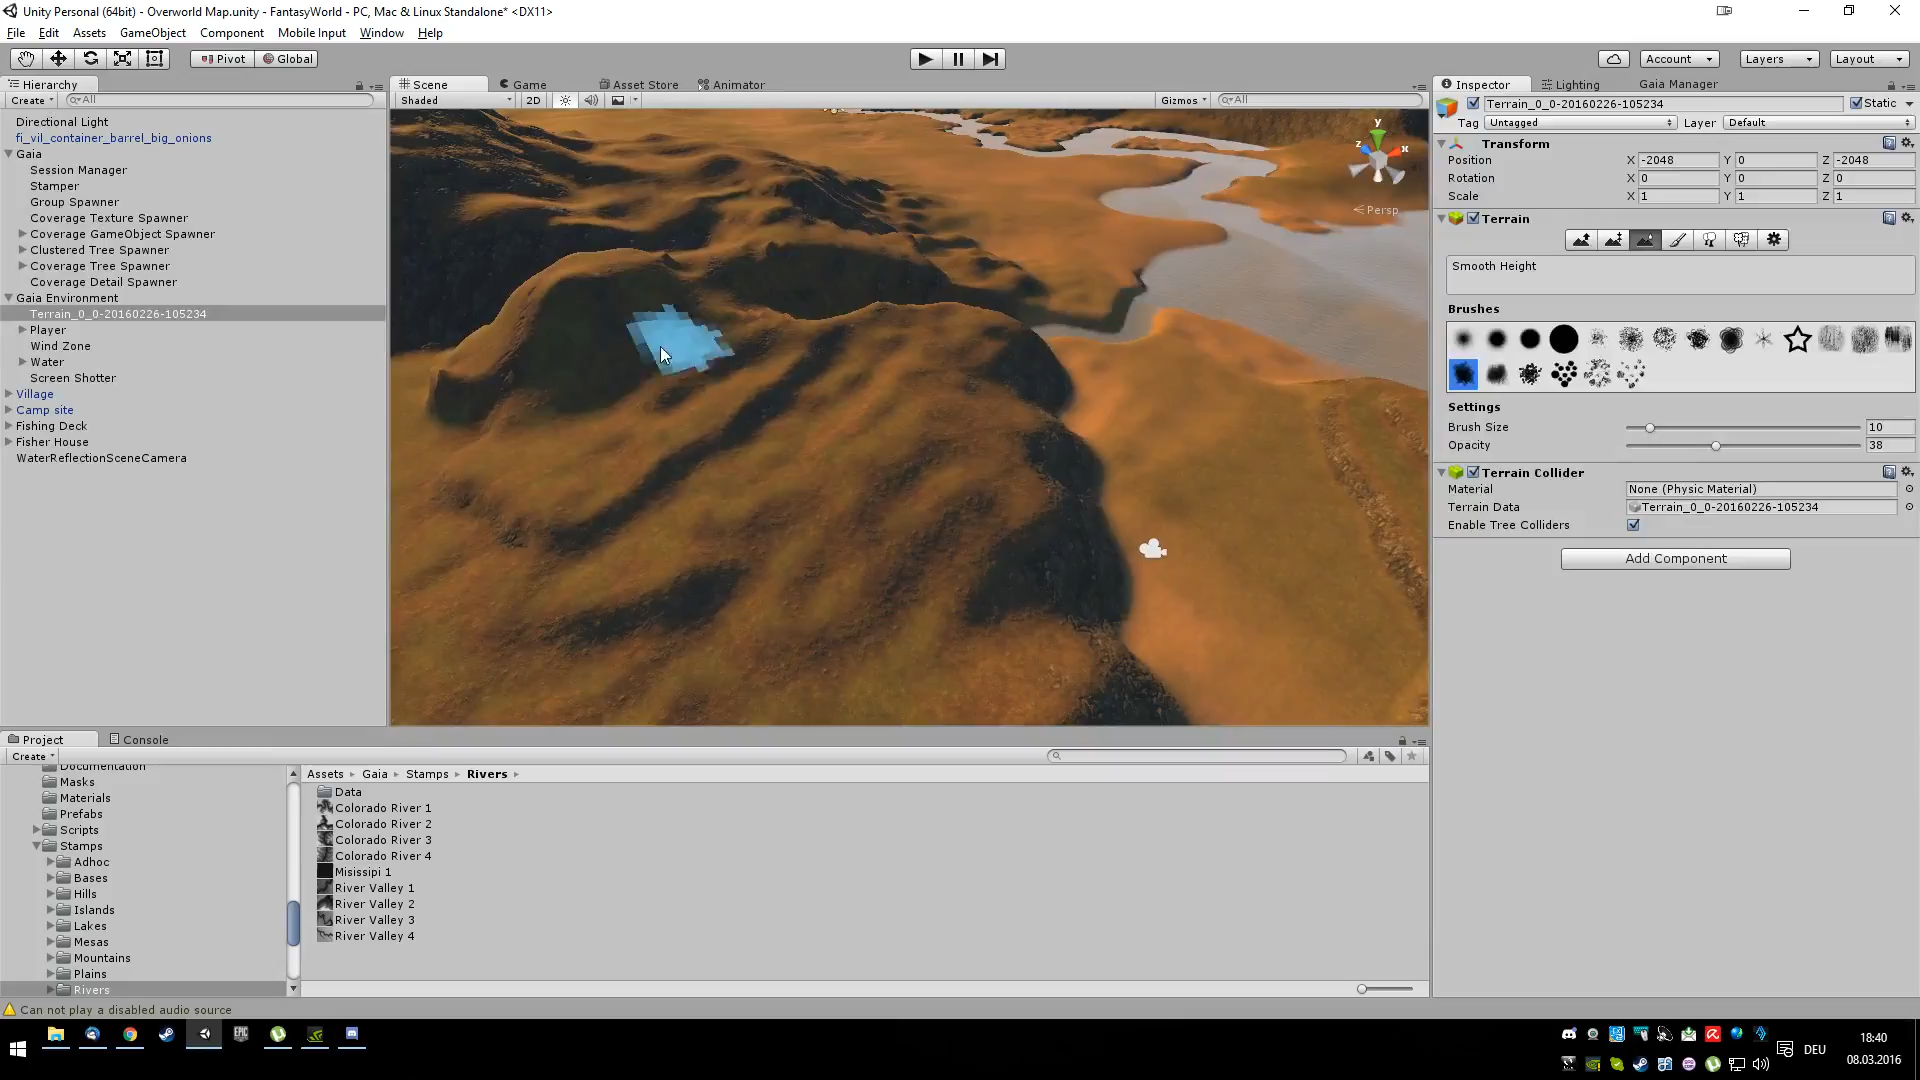 Unity Personal (64bit) - Overworld Map.unity - FantasyWorld - PC, Mac & Linux Standalone* <DX11>
File Edit Assets GameObject Component Mobile Input Window Help
Pivot Global Account Layers Layout
Hierarchy
Create All
Directional Light
fi_vil_container_barrel_big_onions
Gaia
Session Manager
Stamper
Group Spawner
Coverage Texture Spawner
Coverage GameObject Spawner
Clustered Tree Spawner
Coverage Tree Spawner
Coverage Detail Spawner
Gaia Environment
Terrain_0_0-20160226-105234
Player
Wind Zone
Water
Screen Shotter
Village
Camp site
Fishing Deck
Fisher House
WaterReflectionSceneCamera
Scene Game Asset Store Animator
Shaded 2D Gizmos All
y
z x
Persp
Inspector Lighting Gaia Manager
Terrain_0_0-20160226-105234 Static
Tag Untagged Layer Default
Transform
Position X -2048 Y 0 Z -2048
Rotation X 0 Y 0 Z 0
Scale X 1 Y 1 Z 1
Terrain
Smooth Height
Brushes
Settings
Brush Size 10
Opacity 38
Terrain Collider
Material None (Physic Material)
Terrain Data Terrain_0_0-20160226-105234
Enable Tree Colliders
Add Component
Project Console
Create
Documentation
Masks
Materials
Prefabs
Scripts
Stamps
Adhoc
Bases
Hills
Islands
Lakes
Mesas
Mountains
Plains
Rivers
Assets Gaia Stamps Rivers
Data
Colorado River 1
Colorado River 2
Colorado River 3
Colorado River 4
Misissipi 1
River Valley 1
River Valley 2
River Valley 3
River Valley 4
Can not play a disabled audio source
EPIC
DEU
18:40
08.03.2016